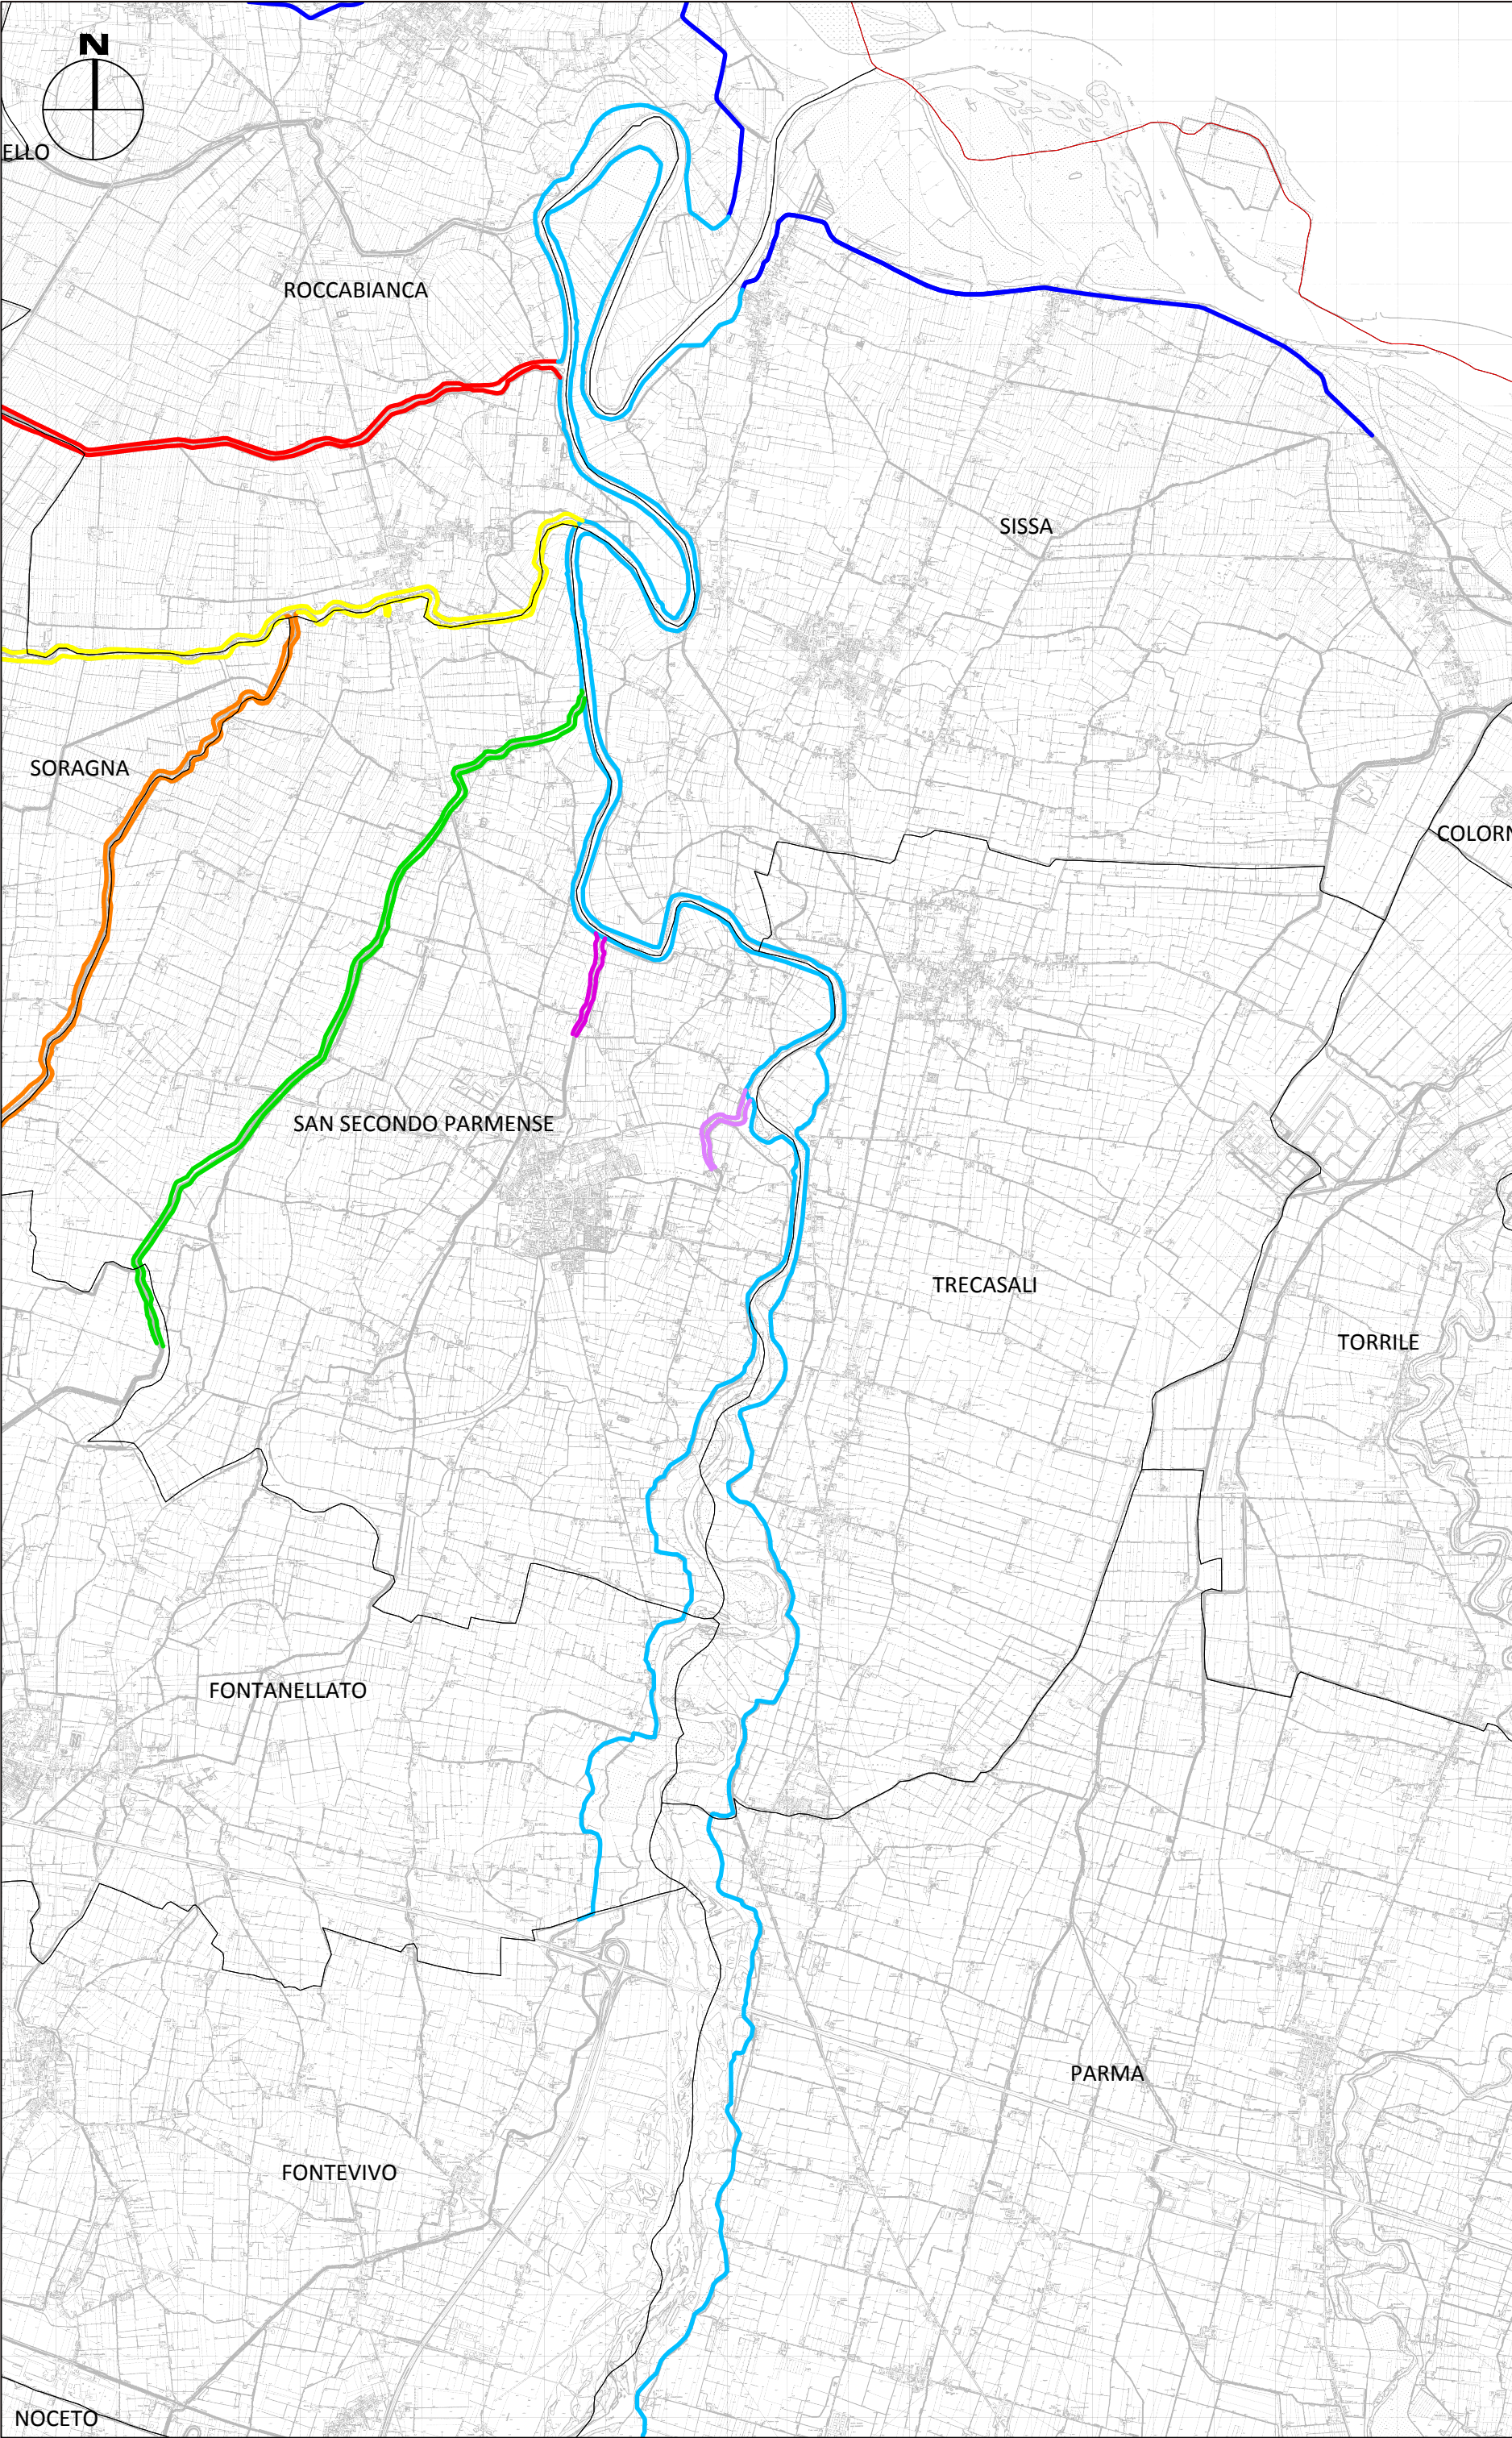 N
ELLO
ROCCABIANCA
SISSA
SORAGNA
COLORN
SAN SECONDO PARMENSE
TRECASALI
TORRILE
FONTANELLATO
PARMA
FONTEVIVO
NOCETO